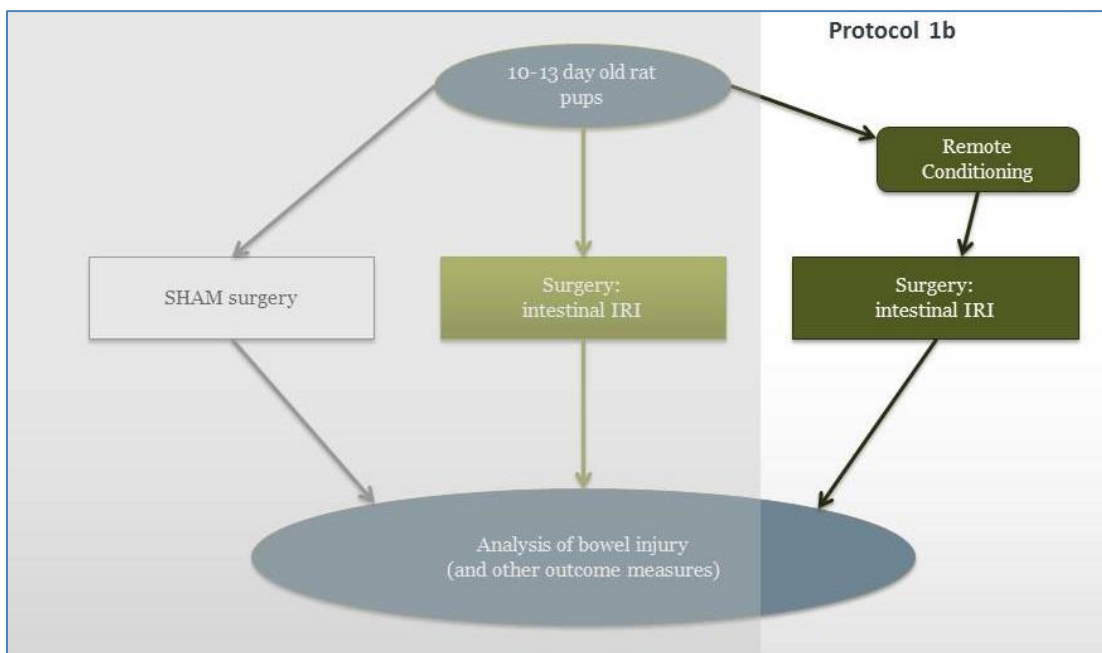 Protocol 1b
10-13 day old rat
pups
Remote
Conditioning
SHAM surgery
Surgery:
intestinal IRI
Surgery:
intestinal IRI
Analysis of bowel injury
(and other outcome measures)